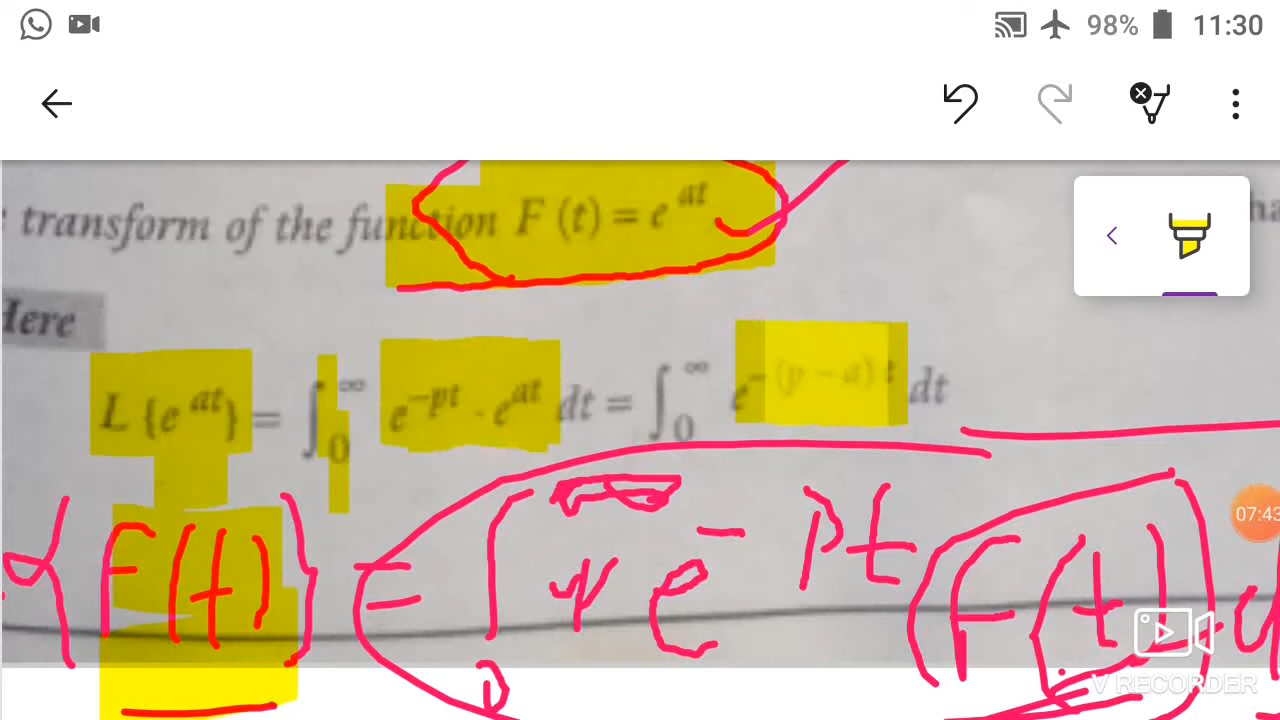 98% 11:30
transform of the function F (t) = e^{at}
Here
L {e^{at}} = ∫_0^∞ e^{-pt} . e^{at} dt = ∫_0^∞ e^{-(p-a)t} dt
07:43
{F(t)} = ∫_0 e^{-pt} F(t) d
V RECORDER